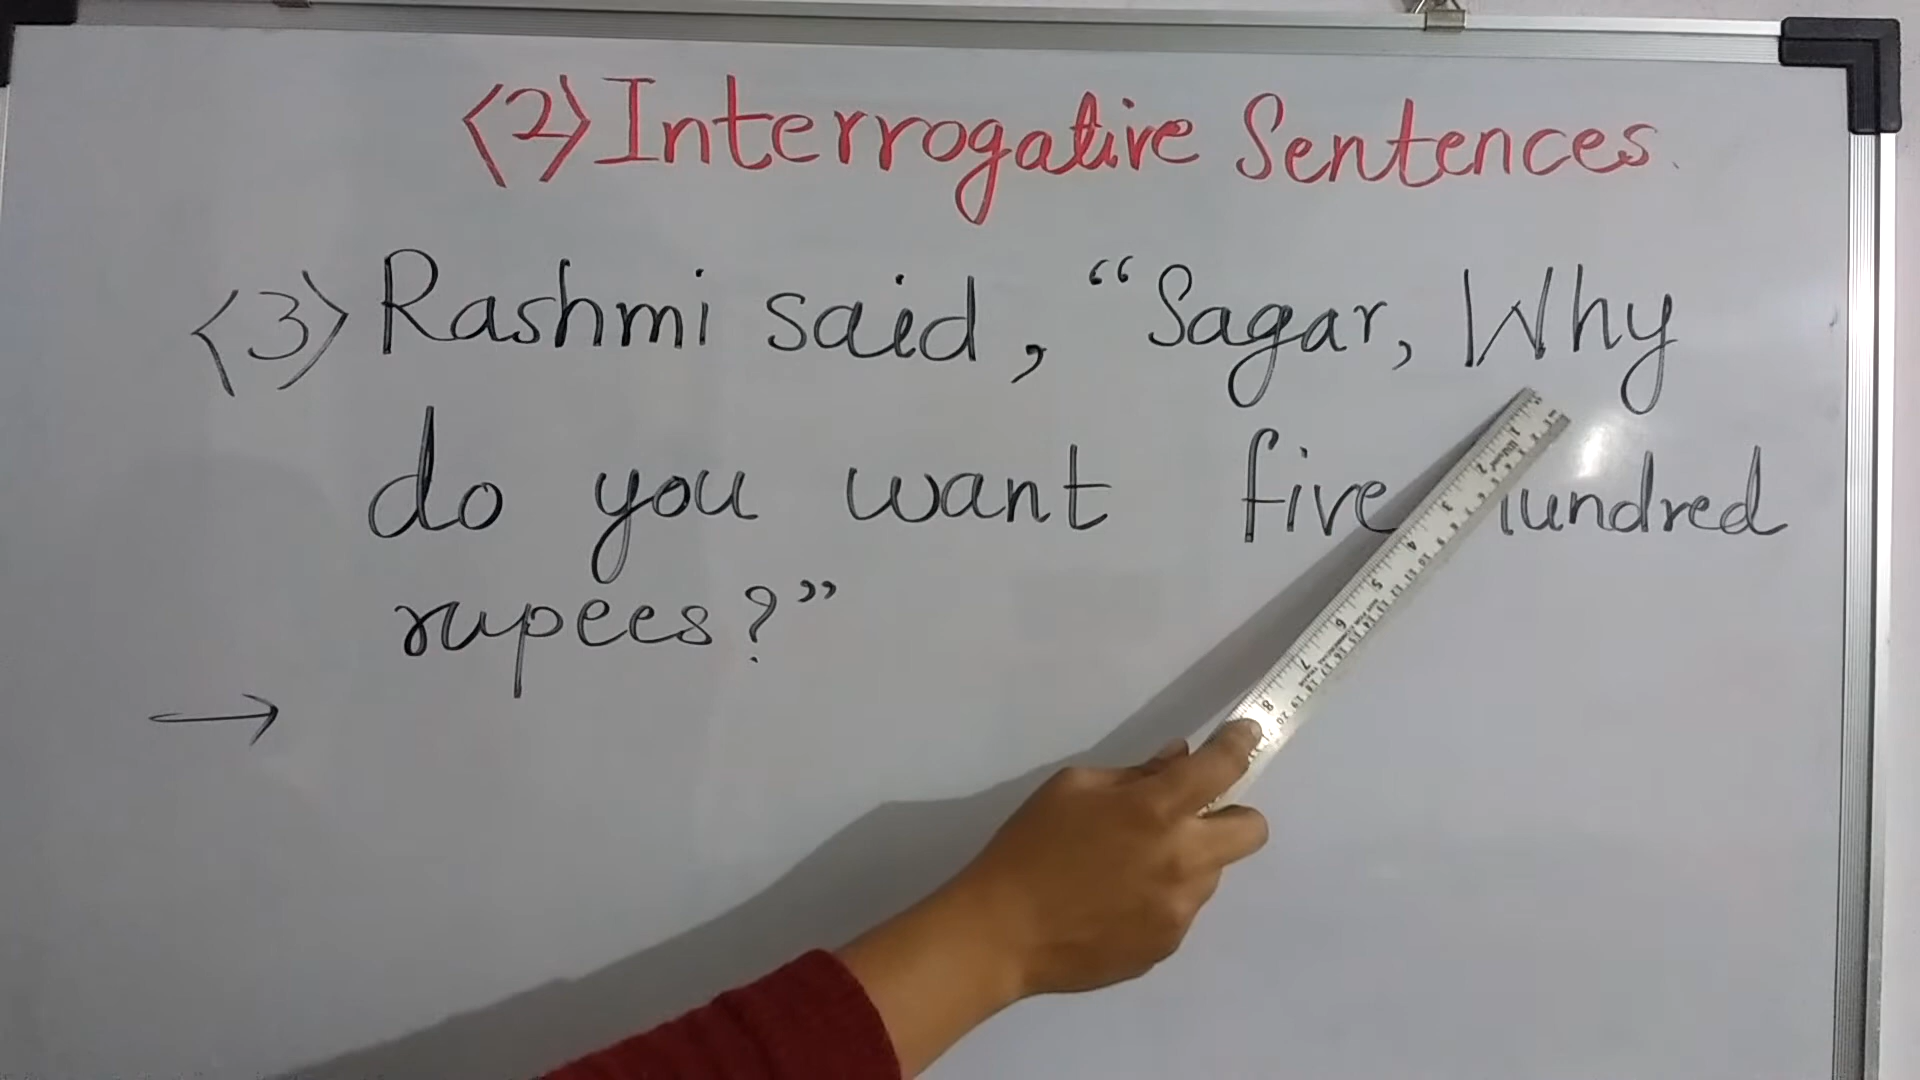 <2> Interrogative Sentences.
<3> Rashmi said, “Sagar, Why
do you want five hundred
rupees?”
→